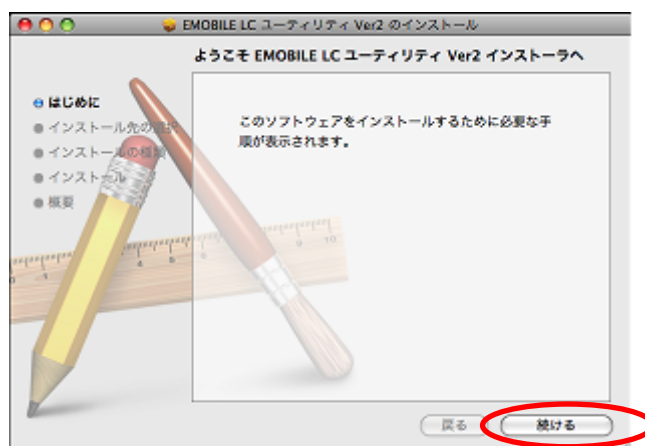 EMOBILE LC ユーティリティ Ver2 のインストール
ようこそ EMOBILE LC ユーティリティ Ver2 インストーラへ
はじめに
インストール先の選択
インストールの種類
インストール
概要
このソフトウェアをインストールするために必要な手
順が表示されます。
戻る
続ける